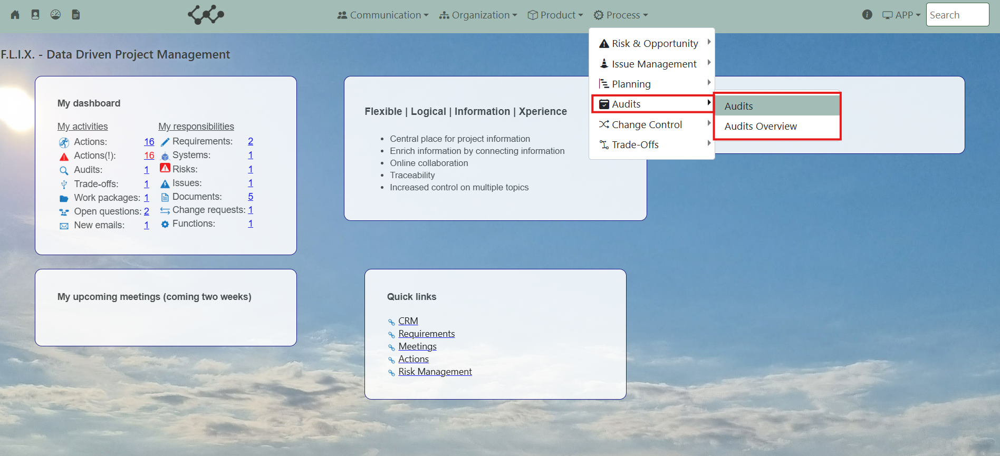 Communication
Organization
Product
Process
APP
Search
Risk & Opportunity
Issue Management
Planning
Audits
Change Control
Trade-Offs
Audits
Audits Overview
F.L.I.X. - Data Driven Project Management
My dashboard
My activities
Actions: 16
Actions(!): 16
Audits: 1
Trade-offs: 1
Work packages: 1
Open questions: 2
New emails: 1
My responsibilities
Requirements: 2
Systems: 1
Risks: 1
Issues: 1
Documents: 5
Change requests: 1
Functions: 1
Flexible | Logical | Information | Xperience
• Central place for project information
• Enrich information by connecting information
• Online collaboration
• Traceability
• Increased control on multiple topics
My upcoming meetings (coming two weeks)
Quick links
CRM
Requirements
Meetings
Actions
Risk Management